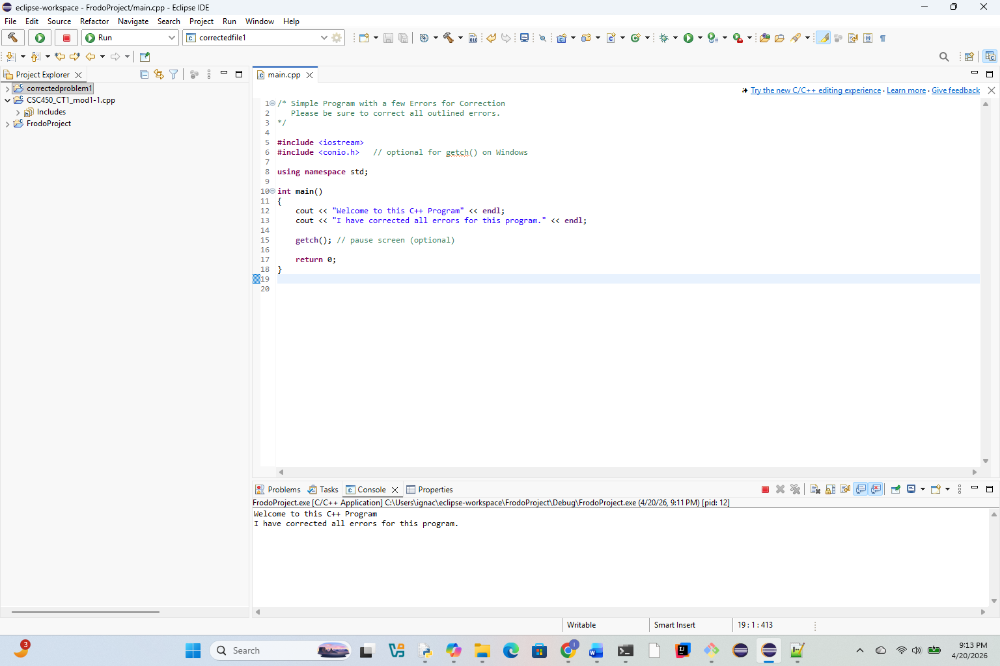 eclipse-workspace - FrodoProject/main.cpp - Eclipse IDE
File Edit Source Refactor Navigate Search Project Run Window Help
Run correctedfile1
010
Project Explorer
main.cpp
Try the new C/C++ editing experience · Learn more · Give feedback
correctedproblem1
CSC450_CT1_mod1-1.cpp
Includes
FrodoProject
1 /* Simple Program with a few Errors for Correction
2 Please be sure to correct all outlined errors.
3 */
4
5 #include <iostream>
6 #include <conio.h> // optional for getch() on Windows
7
8 using namespace std;
9
10 int main()
11 {
12 cout << "Welcome to this C++ Program" << endl;
13 cout << "I have corrected all errors for this program." << endl;
14
15 getch(); // pause screen (optional)
16
17 return 0;
18 }
19
20
Problems Tasks Console Properties
FrodoProject.exe [C/C++ Application] C:\Users\ignac\eclipse-workspace\FrodoProject\Debug\FrodoProject.exe (4/20/26, 9:11 PM) [pid: 12]
Welcome to this C++ Program
I have corrected all errors for this program.
Writable Smart Insert 19 : 1 : 413
3
Search
1
9:13 PM
4/20/2026